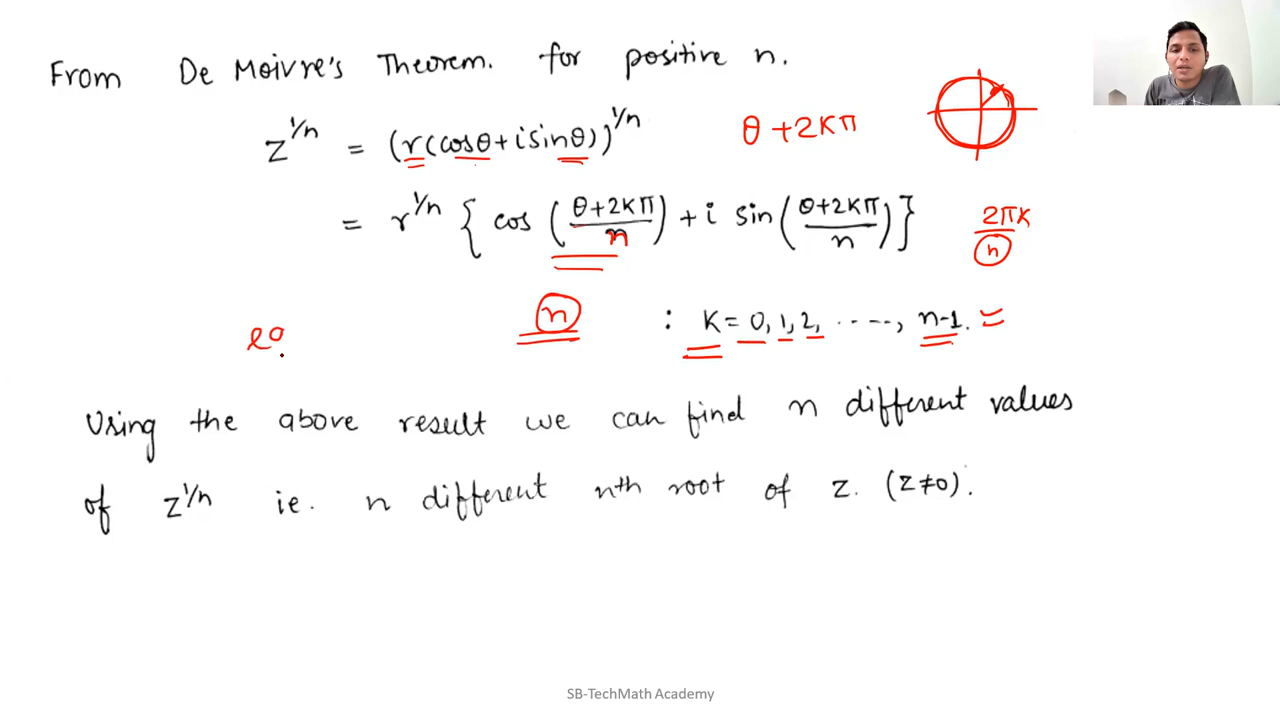 From De Moivre's Theorem. for positive n.
z^{1/n} = (r(cosθ+isinθ))^{1/n} θ+2Kπ
= r^{1/n} { cos ( (θ+2Kπ)/n ) + i sin ( (θ+2Kπ)/n ) } 2πK/n
n : K = 0, 1, 2, -----, n-1. =
Using the above result we can find n different values
of z^{1/n} ie. n different nth root of z. (z≠0).
SB-TechMath Academy